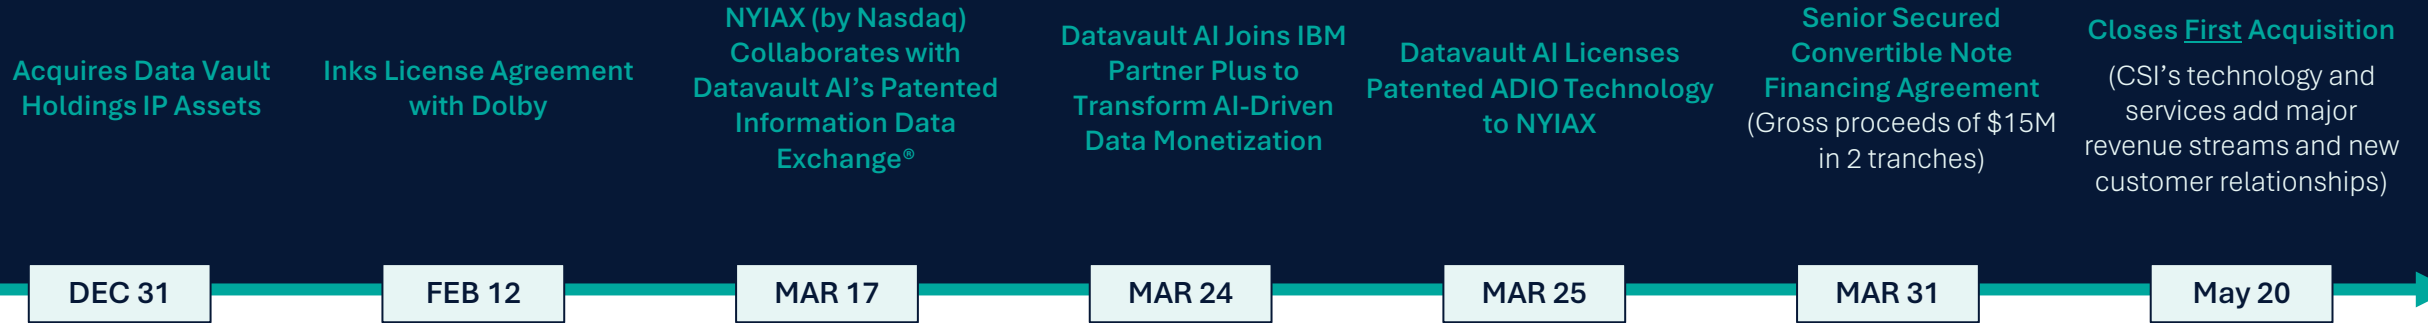 Acquires Data Vault
Holdings IP Assets
Inks License Agreement
with Dolby
NYIAX (by Nasdaq)
Collaborates with
Datavault AI's Patented
Information Data
Exchange®
Datavault AI Joins IBM
Partner Plus to
Transform AI-Driven
Data Monetization
Datavault AI Licenses
Patented ADIO Technology
to NYIAX
Senior Secured
Convertible Note
Financing Agreement
(Gross proceeds of $15M
in 2 tranches)
Closes First Acquisition
(CSI's technology and
services add major
revenue streams and new
customer relationships)
DEC 31
FEB 12
MAR 17
MAR 24
MAR 25
MAR 31
May 20